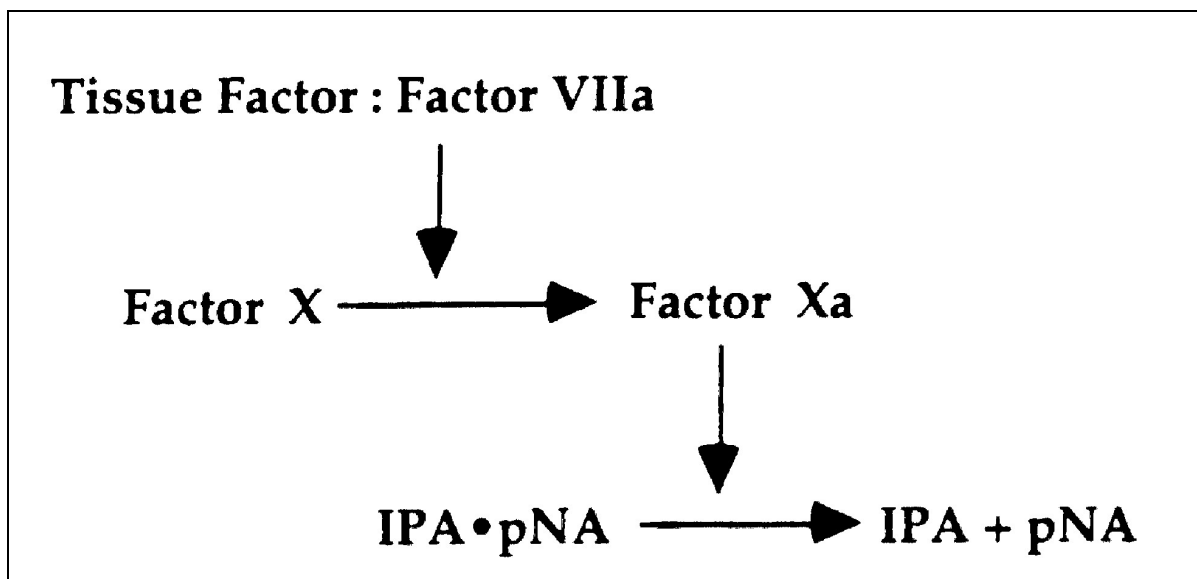 Tissue Factor : Factor VIIa
Factor X Factor Xa
IPA•pNA IPA + pNA